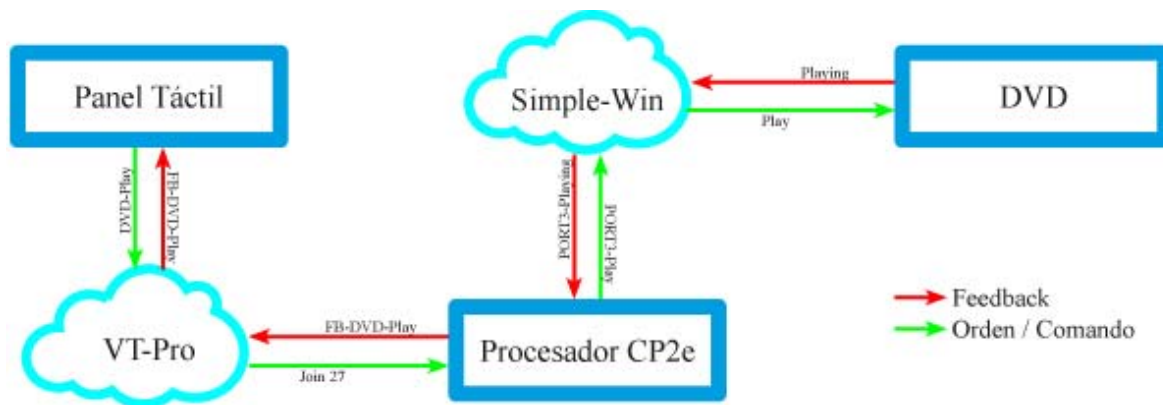 Panel Táctil
Simple-Win
Playing
Play
DVD
DVD-Play
FB-DVD-Play
PORT3-Playing
PORT3-Play
VT-Pro
FB-DVD-Play
Join 27
Procesador CP2e
Feedback
Orden / Comando